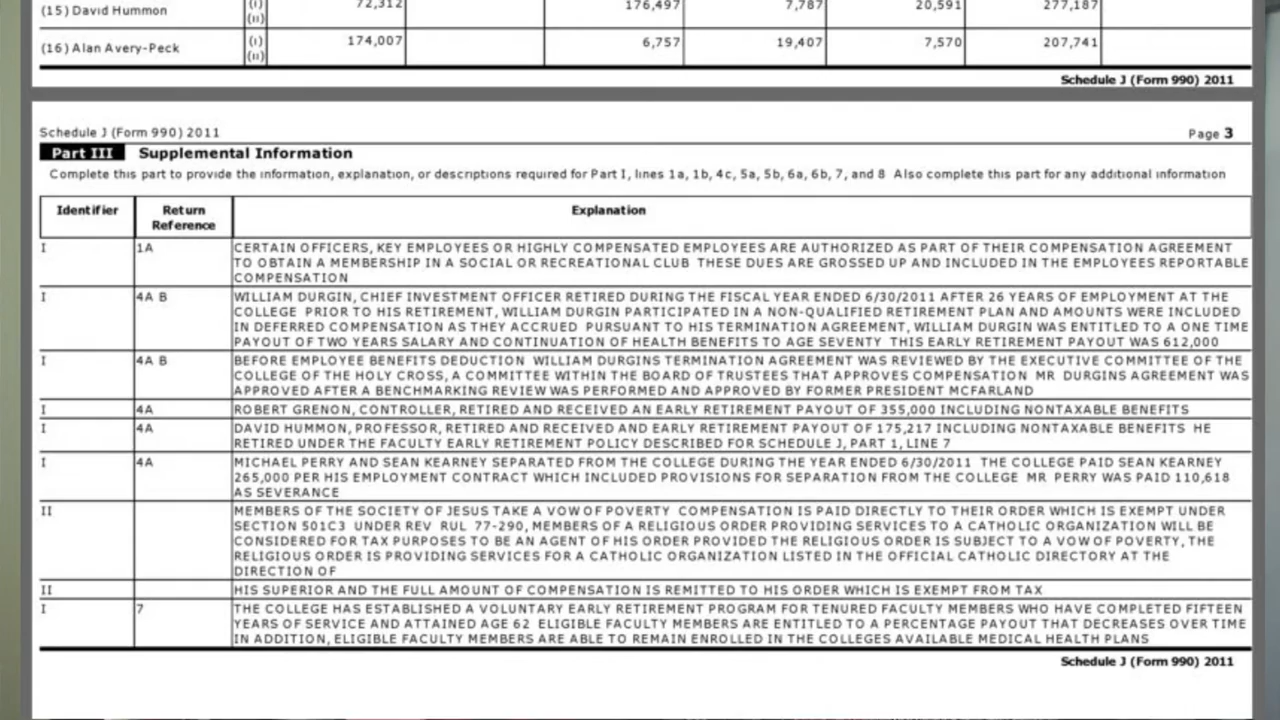 (15) David Hummon (i) 72,312 176,497 7,787 20,591 277,187
(ii)
(16) Alan Avery-Peck (i) 174,007 6,757 19,407 7,570 207,741
(ii)
Schedule J (Form 990) 2011
Schedule J (Form 990) 2011 Page 3
Part III Supplemental Information
Complete this part to provide the information, explanation, or descriptions required for Part I, lines 1a, 1b, 4c, 5a, 5b, 6a, 6b, 7, and 8 Also complete this part for any additional information
Identifier Return Explanation
Reference
I 1A CERTAIN OFFICERS, KEY EMPLOYEES OR HIGHLY COMPENSATED EMPLOYEES ARE AUTHORIZED AS PART OF THEIR COMPENSATION AGREEMENT
TO OBTAIN A MEMBERSHIP IN A SOCIAL OR RECREATIONAL CLUB THESE DUES ARE GROSSED UP AND INCLUDED IN THE EMPLOYEES REPORTABLE
COMPENSATION
I 4A B WILLIAM DURGIN, CHIEF INVESTMENT OFFICER RETIRED DURING THE FISCAL YEAR ENDED 6/30/2011 AFTER 26 YEARS OF EMPLOYMENT AT THE
COLLEGE PRIOR TO HIS RETIREMENT, WILLIAM DURGIN PARTICIPATED IN A NON-QUALIFIED RETIREMENT PLAN AND AMOUNTS WERE INCLUDED
IN DEFERRED COMPENSATION AS THEY ACCRUED PURSUANT TO HIS TERMINATION AGREEMENT, WILLIAM DURGIN WAS ENTITLED TO A ONE TIME
PAYOUT OF TWO YEARS SALARY AND CONTINUATION OF HEALTH BENEFITS TO AGE SEVENTY THIS EARLY RETIREMENT PAYOUT WAS 612,000
I 4A B BEFORE EMPLOYEE BENEFITS DEDUCTION WILLIAM DURGINS TERMINATION AGREEMENT WAS REVIEWED BY THE EXECUTIVE COMMITTEE OF THE
COLLEGE OF THE HOLY CROSS, A COMMITTEE WITHIN THE BOARD OF TRUSTEES THAT APPROVES COMPENSATION MR DURGINS AGREEMENT WAS
APPROVED AFTER A BENCHMARKING REVIEW WAS PERFORMED AND APPROVED BY FORMER PRESIDENT MCFARLAND
I 4A ROBERT GRENON, CONTROLLER, RETIRED AND RECEIVED AN EARLY RETIREMENT PAYOUT OF 355,000 INCLUDING NONTAXABLE BENEFITS
I 4A DAVID HUMMON, PROFESSOR, RETIRED AND RECEIVED AND EARLY RETIREMENT PAYOUT OF 175,217 INCLUDING NONTAXABLE BENEFITS HE
RETIRED UNDER THE FACULTY EARLY RETIREMENT POLICY DESCRIBED FOR SCHEDULE J, PART 1, LINE 7
I 4A MICHAEL PERRY AND SEAN KEARNEY SEPARATED FROM THE COLLEGE DURING THE YEAR ENDED 6/30/2011 THE COLLEGE PAID SEAN KEARNEY
265,000 PER HIS EMPLOYMENT CONTRACT WHICH INCLUDED PROVISIONS FOR SEPARATION FROM THE COLLEGE MR PERRY WAS PAID 110,618
AS SEVERANCE
II MEMBERS OF THE SOCIETY OF JESUS TAKE A VOW OF POVERTY COMPENSATION IS PAID DIRECTLY TO THEIR ORDER WHICH IS EXEMPT UNDER
SECTION 501C3 UNDER REV RUL 77-290, MEMBERS OF A RELIGIOUS ORDER PROVIDING SERVICES TO A CATHOLIC ORGANIZATION WILL BE
CONSIDERED FOR TAX PURPOSES TO BE AN AGENT OF HIS ORDER PROVIDED THE RELIGIOUS ORDER IS SUBJECT TO A VOW OF POVERTY, THE
RELIGIOUS ORDER IS PROVIDING SERVICES FOR A CATHOLIC ORGANIZATION LISTED IN THE OFFICIAL CATHOLIC DIRECTORY AT THE
DIRECTION OF
II HIS SUPERIOR AND THE FULL AMOUNT OF COMPENSATION IS REMITTED TO HIS ORDER WHICH IS EXEMPT FROM TAX
I 7 THE COLLEGE HAS ESTABLISHED A VOLUNTARY EARLY RETIREMENT PROGRAM FOR TENURED FACULTY MEMBERS WHO HAVE COMPLETED FIFTEEN
YEARS OF SERVICE AND ATTAINED AGE 62 ELIGIBLE FACULTY MEMBERS ARE ENTITLED TO A PERCENTAGE PAYOUT THAT DECREASES OVER TIME
IN ADDITION, ELIGIBLE FACULTY MEMBERS ARE ABLE TO REMAIN ENROLLED IN THE COLLEGES AVAILABLE MEDICAL HEALTH PLANS
Schedule J (Form 990) 2011